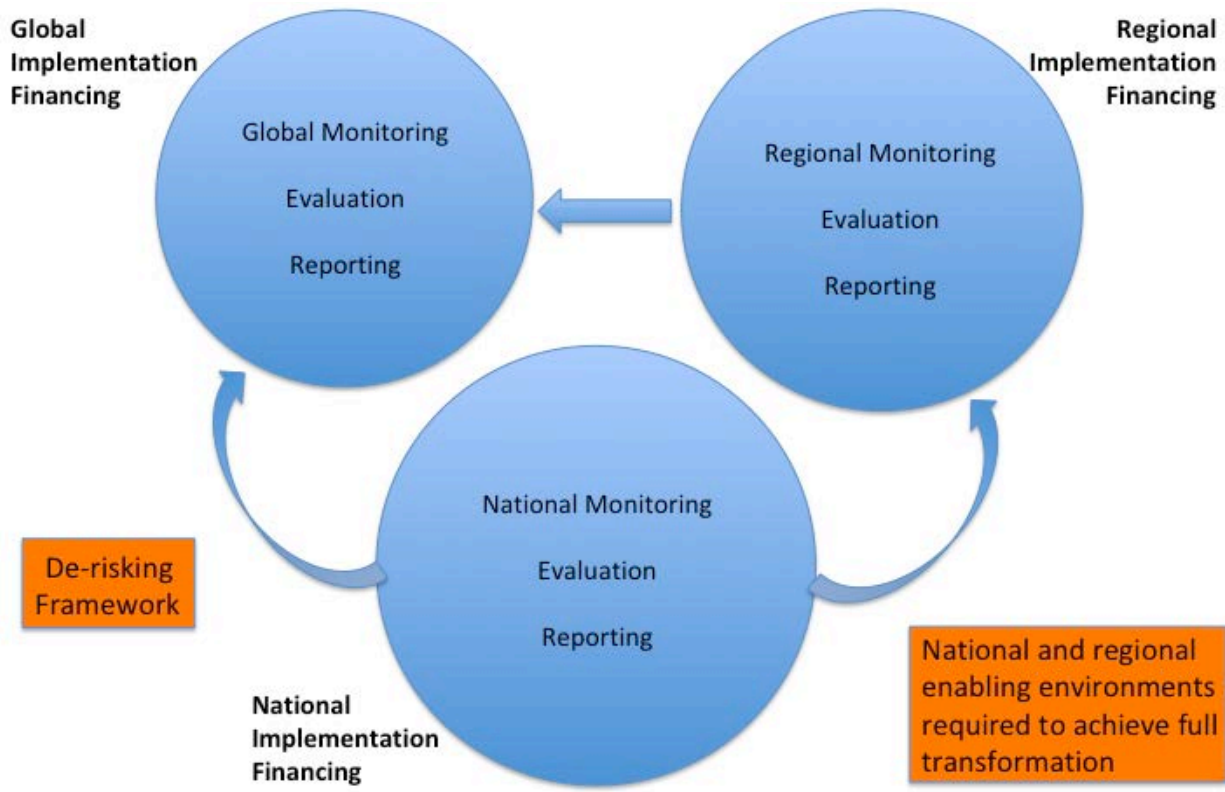 Global
Implementation
Financing
Global Monitoring
Evaluation
Reporting
Regional
Implementation
Financing
Regional Monitoring
Evaluation
Reporting
National Monitoring
Evaluation
Reporting
De-risking
Framework
National
Implementation
Financing
National and regional
enabling environments
required to achieve full
transformation